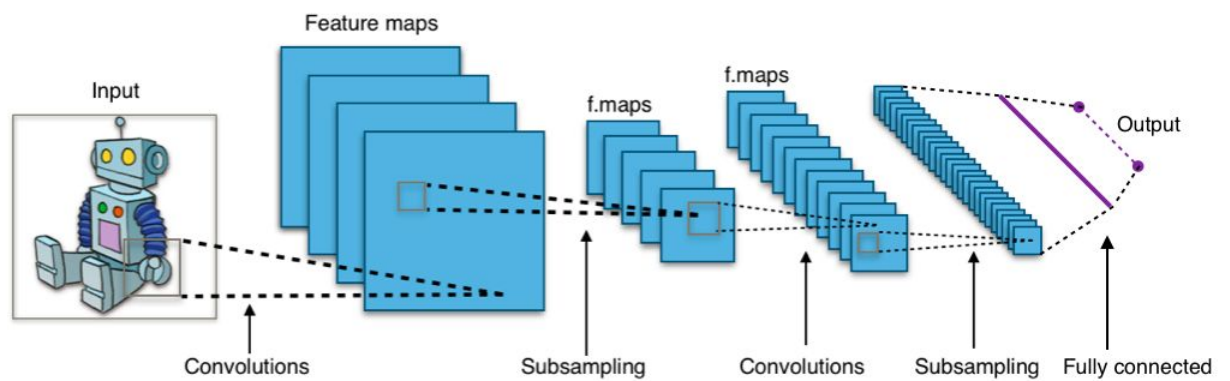 Feature maps
f.maps
Input
f.maps
Output
Convolutions
Subsampling
Convolutions
Subsampling
Fully connected